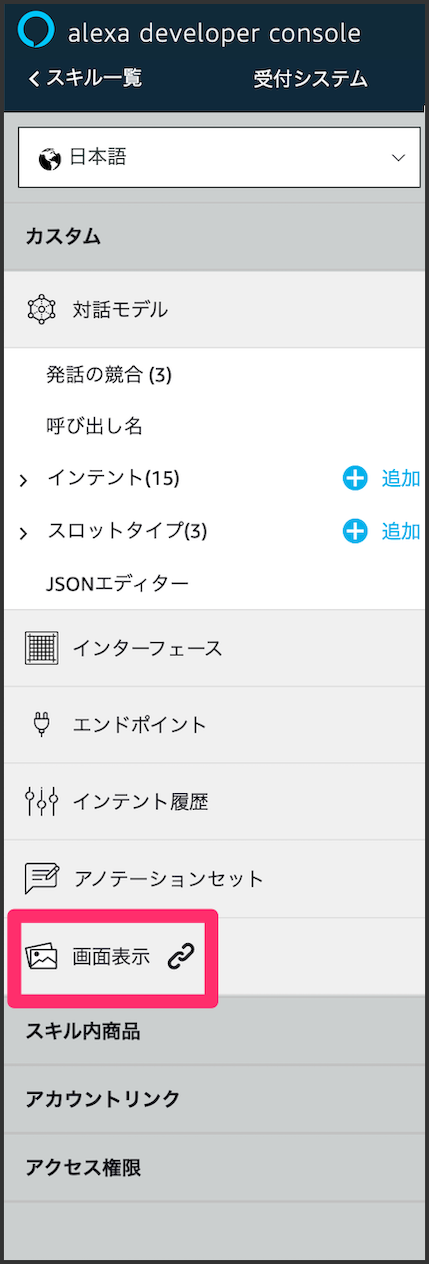 alexa developer console
スキル一覧 受付システム
日本語
カスタム
対話モデル
発話の競合 (3)
呼び出し名
インテント(15) 追加
スロットタイプ(3) 追加
JSONエディター
インターフェース
エンドポイント
インテント履歴
アノテーションセット
画面表示
スキル内商品
アカウントリンク
アクセス権限